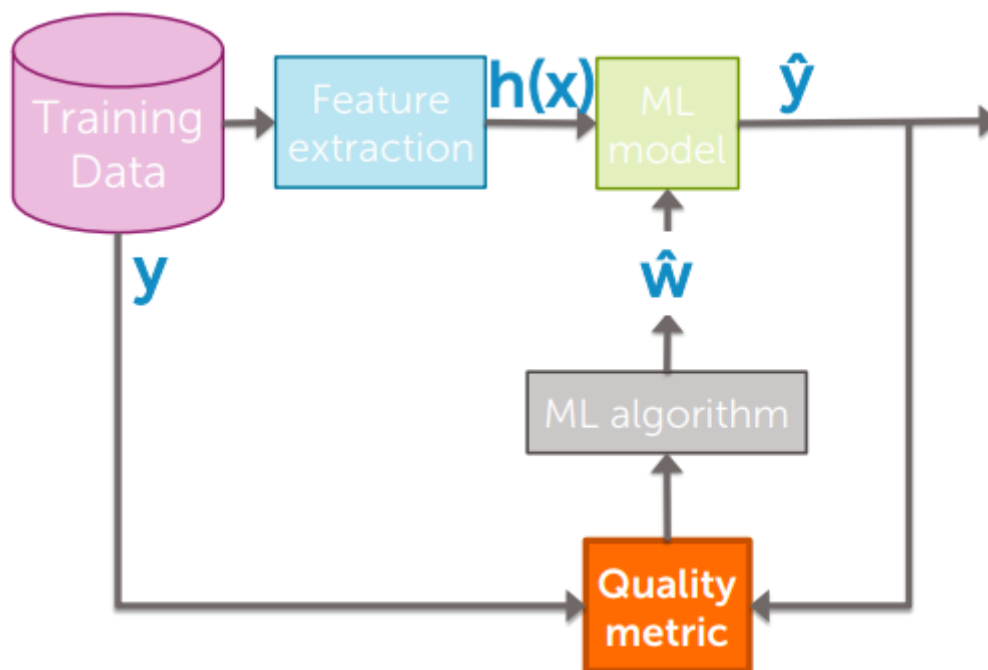 Training
Data
Feature
extraction
h(x)
ML
model
ŷ
y
ŵ
ML algorithm
Quality
metric